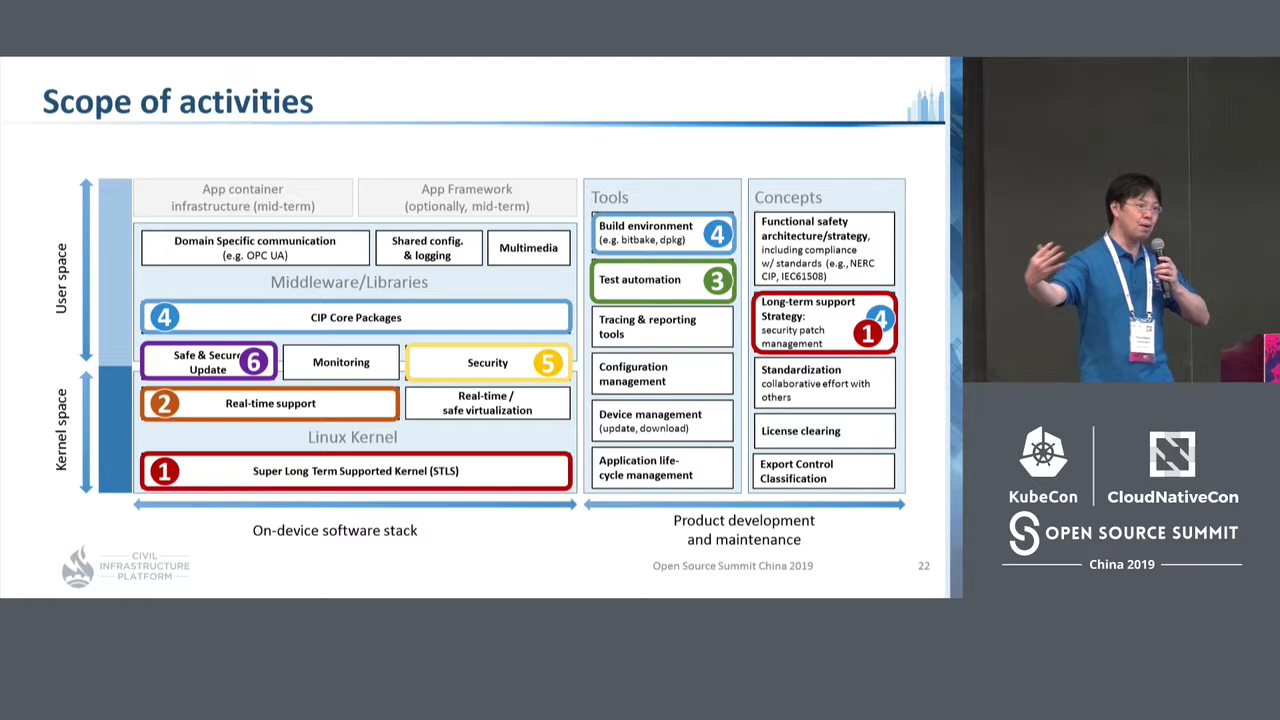 Scope of activities
User space
Kernel space
App container
infrastructure (mid-term)
App Framework
(optionally, mid-term)
Domain Specific communication
(e.g. OPC UA)
Shared config.
& logging
Multimedia
Middleware/Libraries
4
CIP Core Packages
Safe & Secure
Update
6
Monitoring
Security
5
2
Real-time support
Real-time /
safe virtualization
Linux Kernel
1
Super Long Term Supported Kernel (STLS)
On-device software stack
Tools
Build environment
(e.g. bitbake, dpkg)
4
Test automation
3
Tracing & reporting
tools
Configuration
management
Device management
(update, download)
Application life-
cycle management
Concepts
Functional safety
architecture/strategy,
including compliance
w/ standards (e.g., NERC
CIP, IEC61508)
Long-term support
Strategy:
security patch
management
4
1
Standardization
collaborative effort with
others
License clearing
Export Control
Classification
Product development
and maintenance
CIVIL
INFRASTRUCTURE
PLATFORM
Open Source Summit China 2019
22
KubeCon
CloudNativeCon
OPEN SOURCE SUMMIT
China 2019